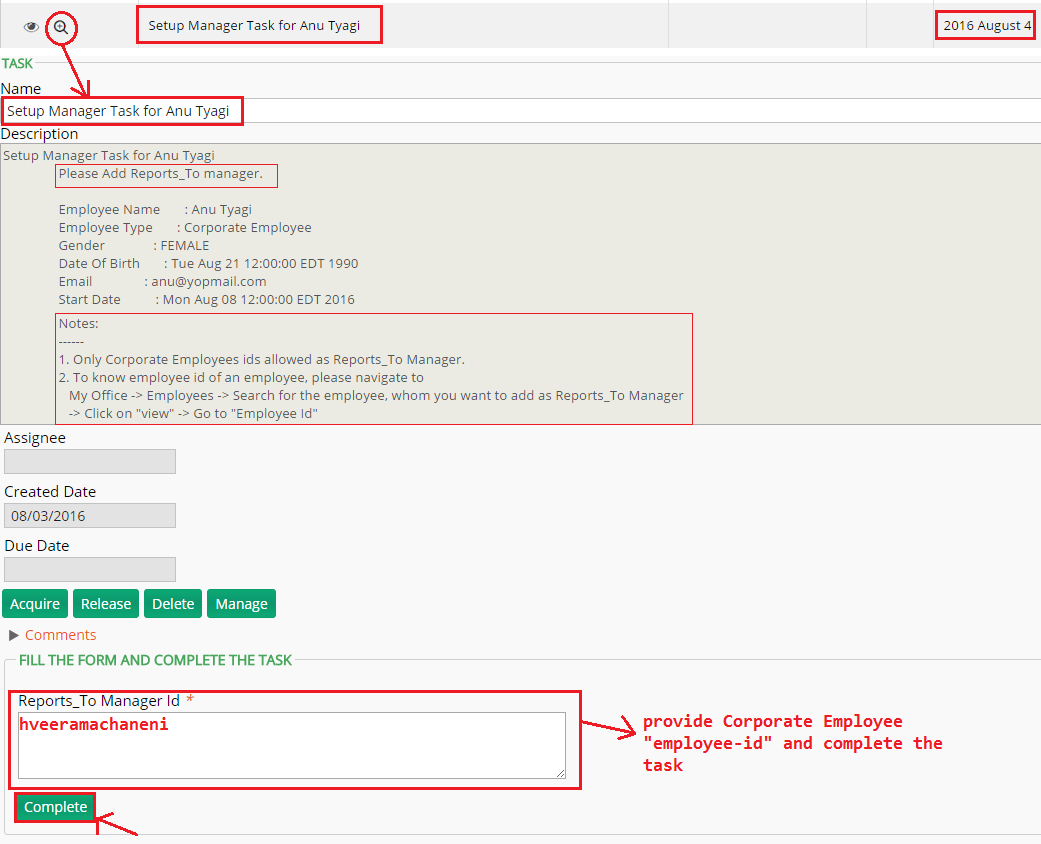 Setup Manager Task for Anu Tyagi 2016 August 4
TASK
Name
Setup Manager Task for Anu Tyagi
Description
Setup Manager Task for Anu Tyagi
Please Add Reports_To manager.
Employee Name : Anu Tyagi
Employee Type : Corporate Employee
Gender : FEMALE
Date Of Birth : Tue Aug 21 12:00:00 EDT 1990
Email : anu@yopmail.com
Start Date : Mon Aug 08 12:00:00 EDT 2016
Notes:
------
1. Only Corporate Employees ids allowed as Reports_To Manager.
2. To know employee id of an employee, please navigate to
My Office -> Employees -> Search for the employee, whom you want to add as Reports_To Manager
-> Click on "view" -> Go to "Employee Id"
Assignee
Created Date
08/03/2016
Due Date
Acquire Release Delete Manage
Comments
FILL THE FORM AND COMPLETE THE TASK
Reports_To Manager Id *
hveeramachaneni
provide Corporate Employee
"employee-id" and complete the
task
Complete